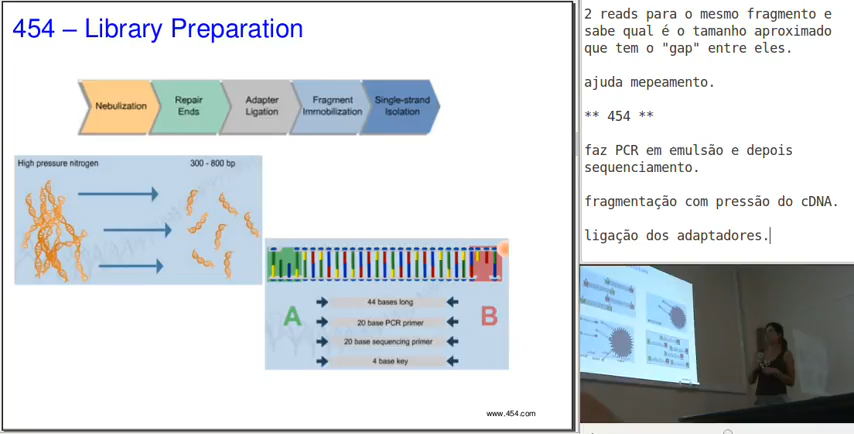 454 – Library Preparation
Nebulization
Repair
Ends
Adapter
Ligation
Fragment
Immobilization
Single-strand
Isolation
High pressure nitrogen
300 - 800 bp
A
B
44 bases long
20 base PCR primer
20 base sequencing primer
4 base key
www.454.com
2 reads para o mesmo fragmento e
sabe qual é o tamanho aproximado
que tem o "gap" entre eles.
ajuda mepeamento.
** 454 **
faz PCR em emulsão e depois
sequenciamento.
fragmentação com pressão do cDNA.
ligação dos adaptadores.